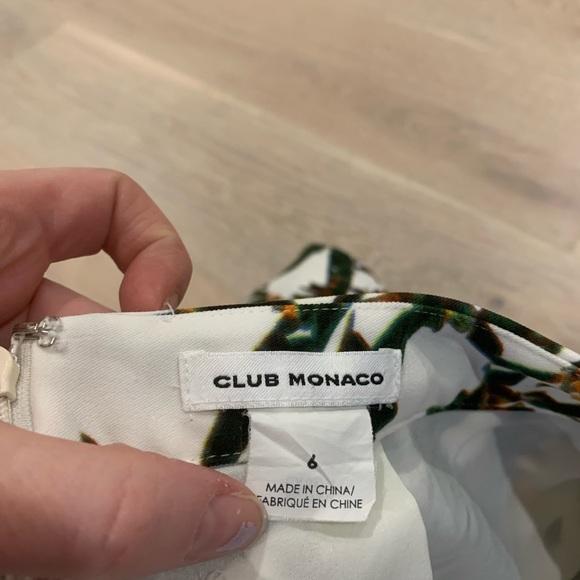 CLUB MONACO
6
MADE IN CHINA/
FABRIQUÉ EN CHINE